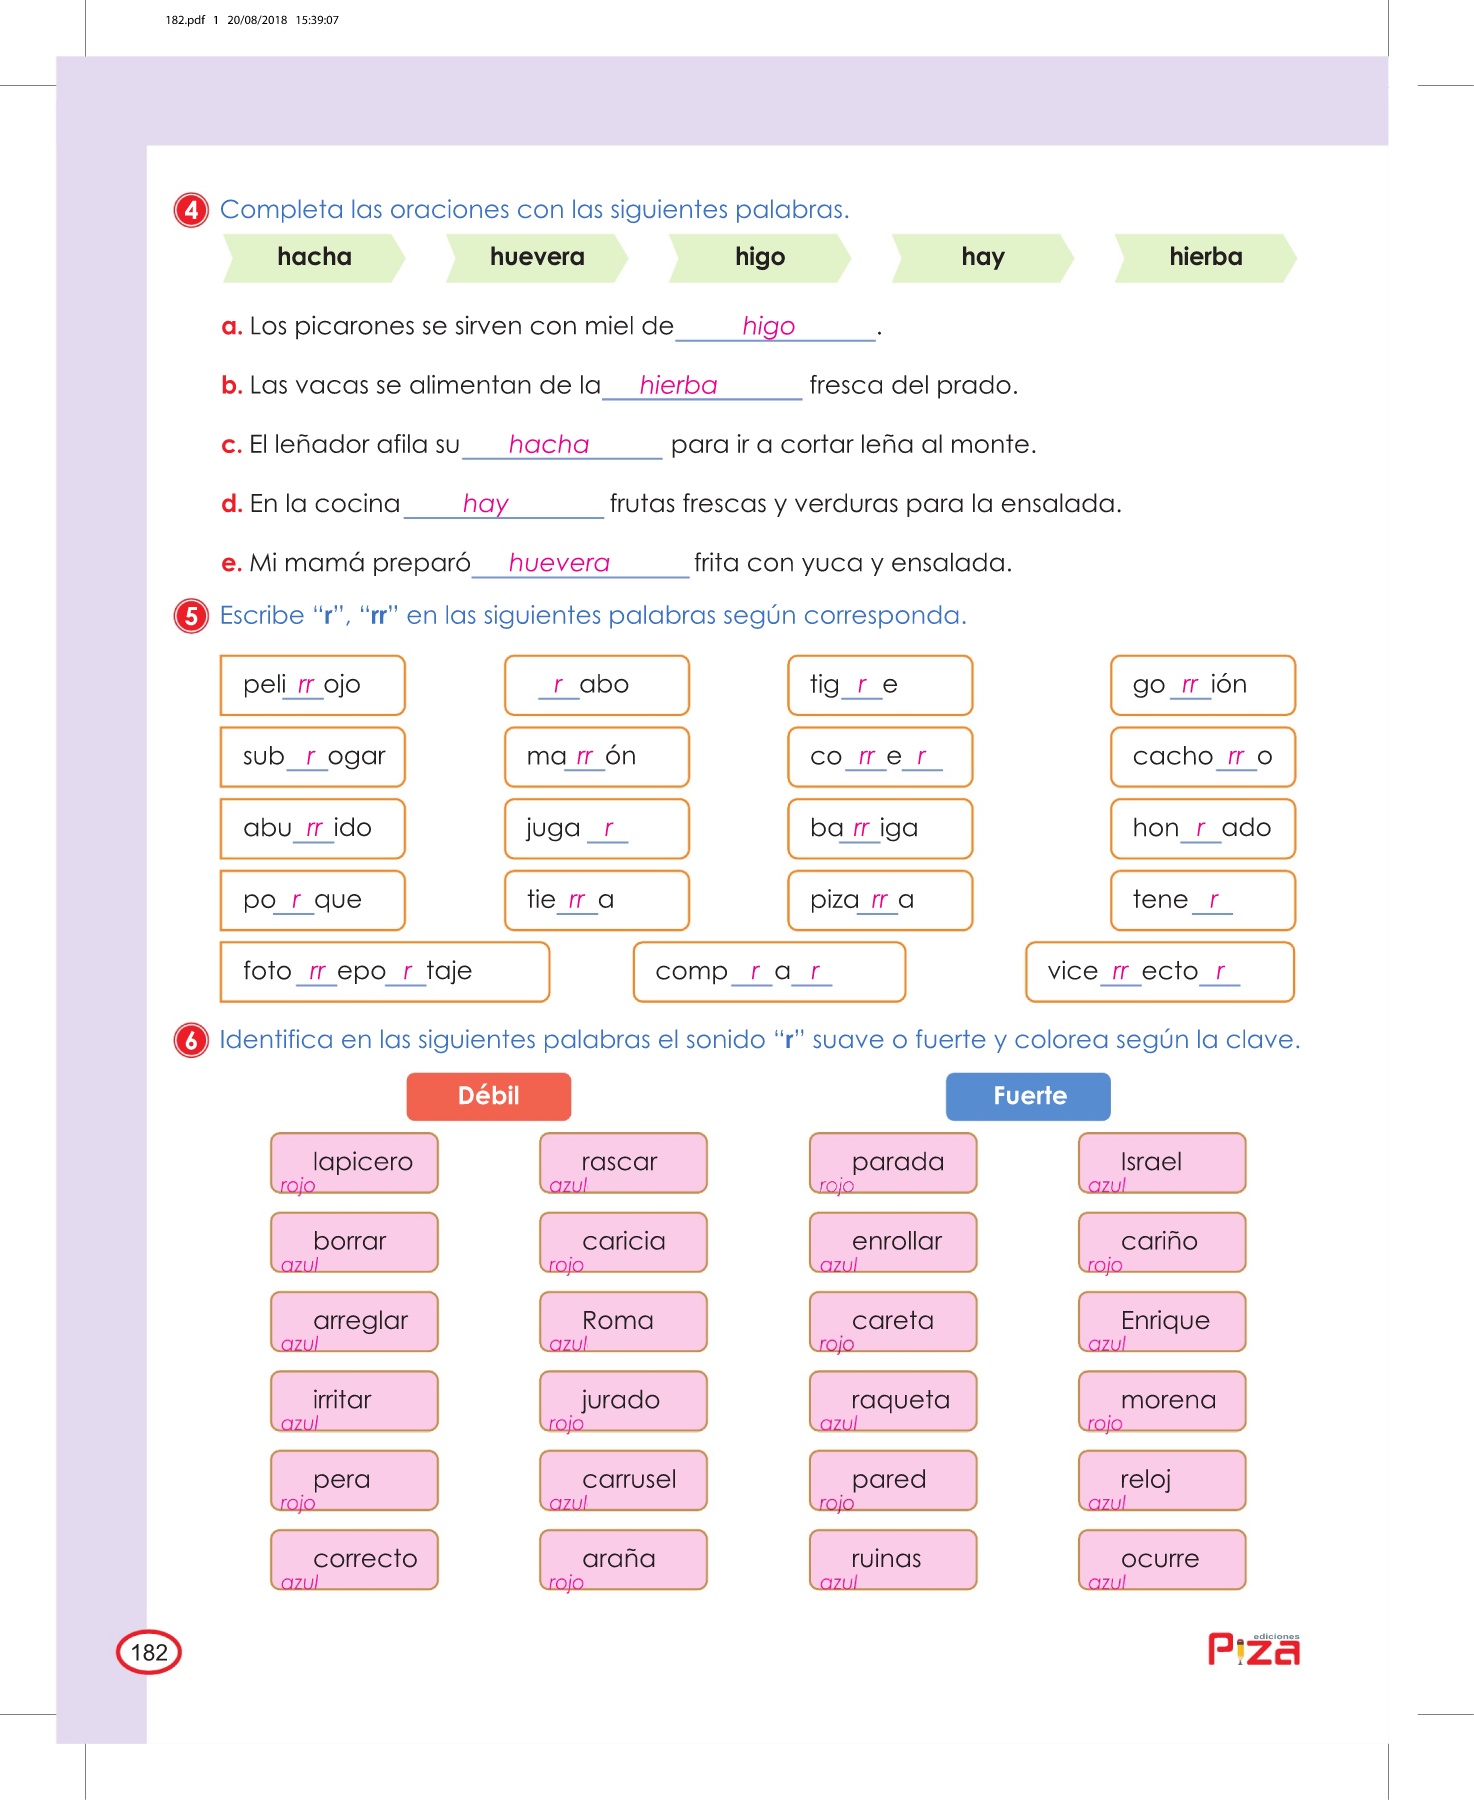 182.pdf 1 20/08/2018 15:39:07
4 Completa las oraciones con las siguientes palabras.
hacha huevera higo hay hierba
a. Los picarones se sirven con miel de higo.
b. Las vacas se alimentan de la hierba fresca del prado.
c. El leñador afila su hacha para ir a cortar leña al monte.
d. En la cocina hay frutas frescas y verduras para la ensalada.
e. Mi mamá preparó huevera frita con yuca y ensalada.
5 Escribe “r”, “rr” en las siguientes palabras según corresponda.
peli rr ojo r abo tig r e go rr ión
sub r ogar ma rr ón co rr e r cacho rr o
abu rr ido juga r ba rr iga hon r ado
po r que tie rr a piza rr a tene r
foto rr epo r taje comp r a r vice rr ecto r
6 Identifica en las siguientes palabras el sonido “r” suave o fuerte y colorea según la clave.
Débil Fuerte
lapicero rascar parada Israel
rojo azul rojo azul
borrar caricia enrollar cariño
azul rojo azul rojo
arreglar Roma careta Enrique
azul azul rojo azul
irritar jurado raqueta morena
azul rojo azul rojo
pera carrusel pared reloj
rojo azul rojo azul
correcto araña ruinas ocurre
azul rojo azul azul
182
ediciones
Piza